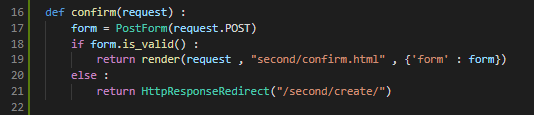 16 def confirm(request) :
17     form = PostForm(request.POST)
18     if form.is_valid() :
19         return render(request , "second/confirm.html" , {'form' : form})
20     else :
21         return HttpResponseRedirect("/second/create/")
22